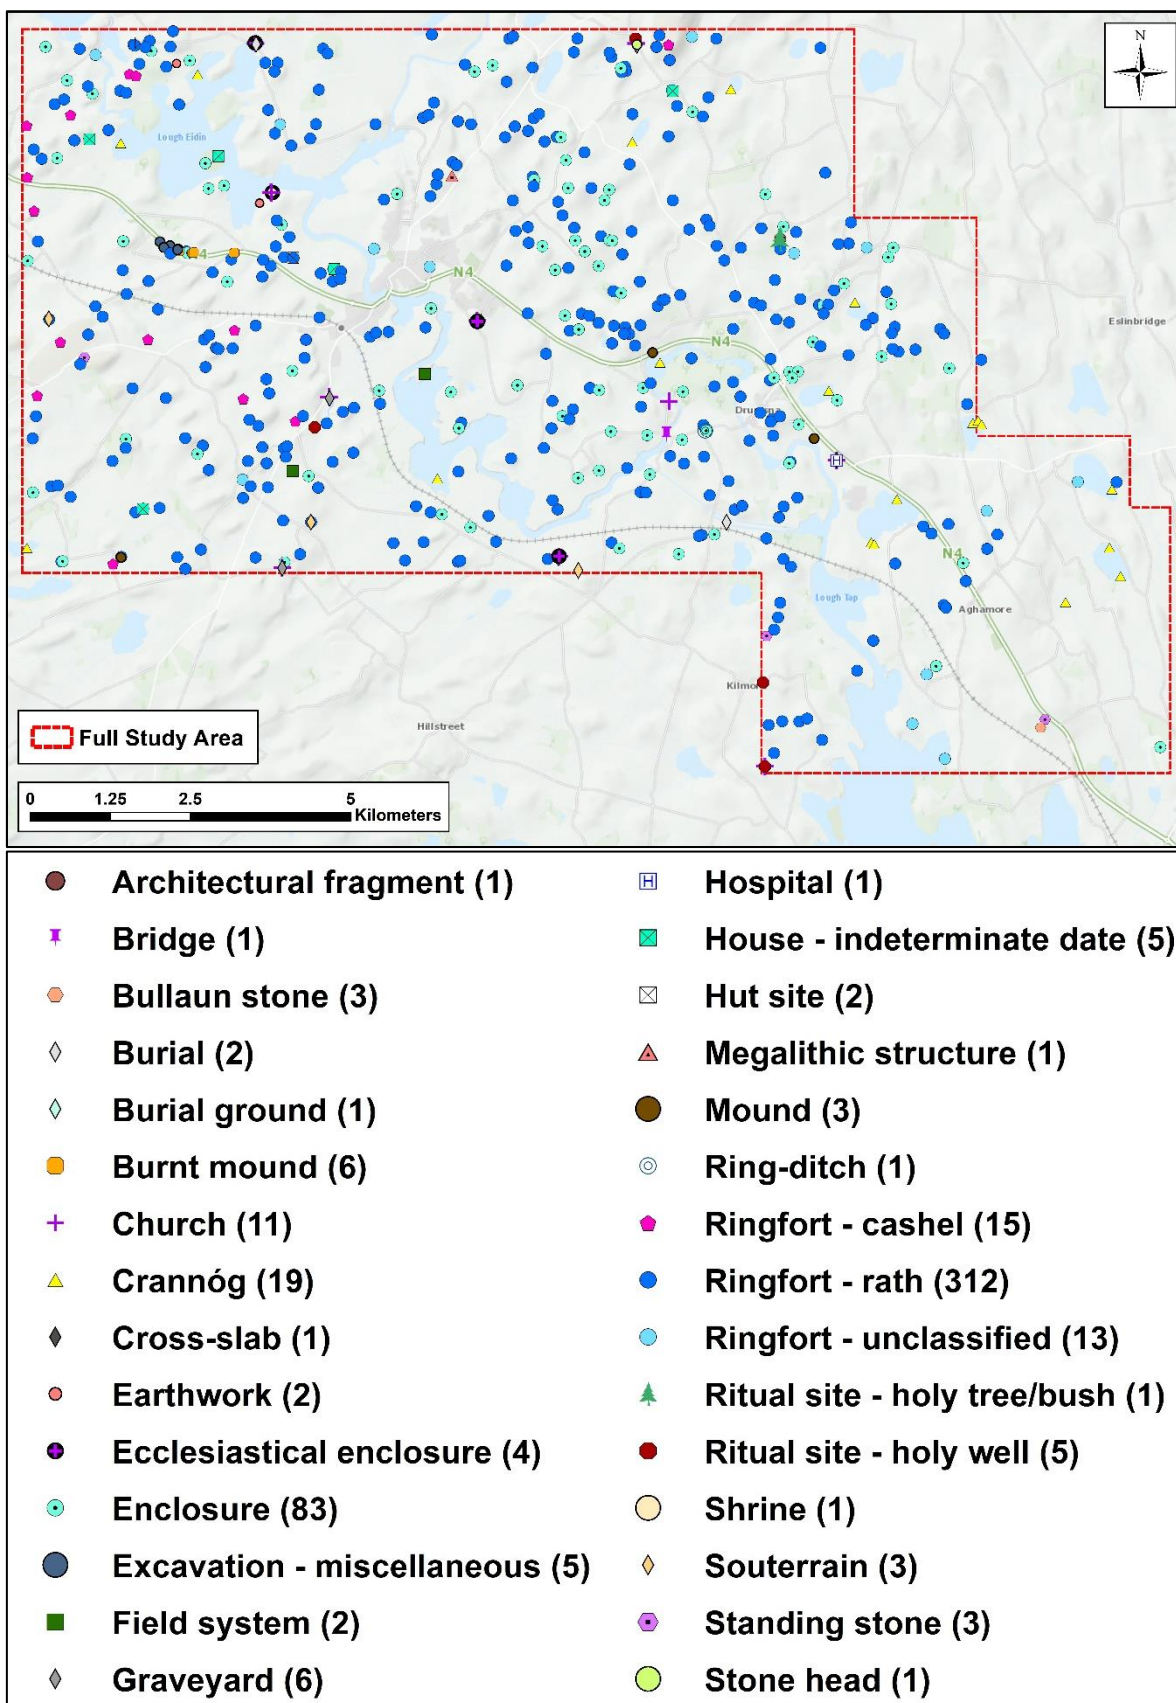 N
Lough Eidin
N4
N4
Eslinbridge
N4
Lough Tap
N4
Aghamore
Hillstreet
Full Study Area
0 1.25 2.5 5
Kilometers
Architectural fragment (1)
Bridge (1)
Bullaun stone (3)
Burial (2)
Burial ground (1)
Burnt mound (6)
Church (11)
Crannóg (19)
Cross-slab (1)
Earthwork (2)
Ecclesiastical enclosure (4)
Enclosure (83)
Excavation - miscellaneous (5)
Field system (2)
Graveyard (6)
H Hospital (1)
House - indeterminate date (5)
Hut site (2)
Megalithic structure (1)
Mound (3)
Ring-ditch (1)
Ringfort - cashel (15)
Ringfort - rath (312)
Ringfort - unclassified (13)
Ritual site - holy tree/bush (1)
Ritual site - holy well (5)
Shrine (1)
Souterrain (3)
Standing stone (3)
Stone head (1)